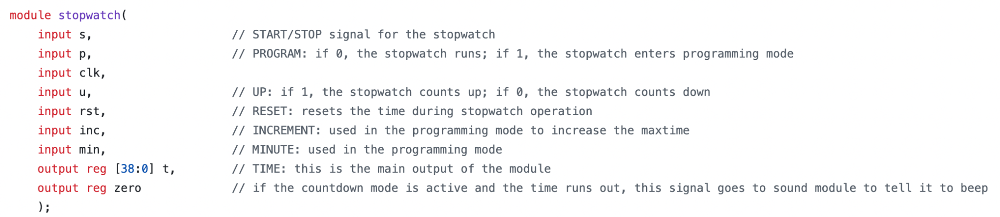 module stopwatch(
    input s,                    // START/STOP signal for the stopwatch
    input p,                    // PROGRAM: if 0, the stopwatch runs; if 1, the stopwatch enters programming mode
    input clk,
    input u,                    // UP: if 1, the stopwatch counts up; if 0, the stopwatch counts down
    input rst,                  // RESET: resets the time during stopwatch operation
    input inc,                  // INCREMENT: used in the programming mode to increase the maxtime
    input min,                  // MINUTE: used in the programming mode
    output reg [38:0] t,        // TIME: this is the main output of the module
    output reg zero             // if the countdown mode is active and the time runs out, this signal goes to sound module to tell it to beep
    );